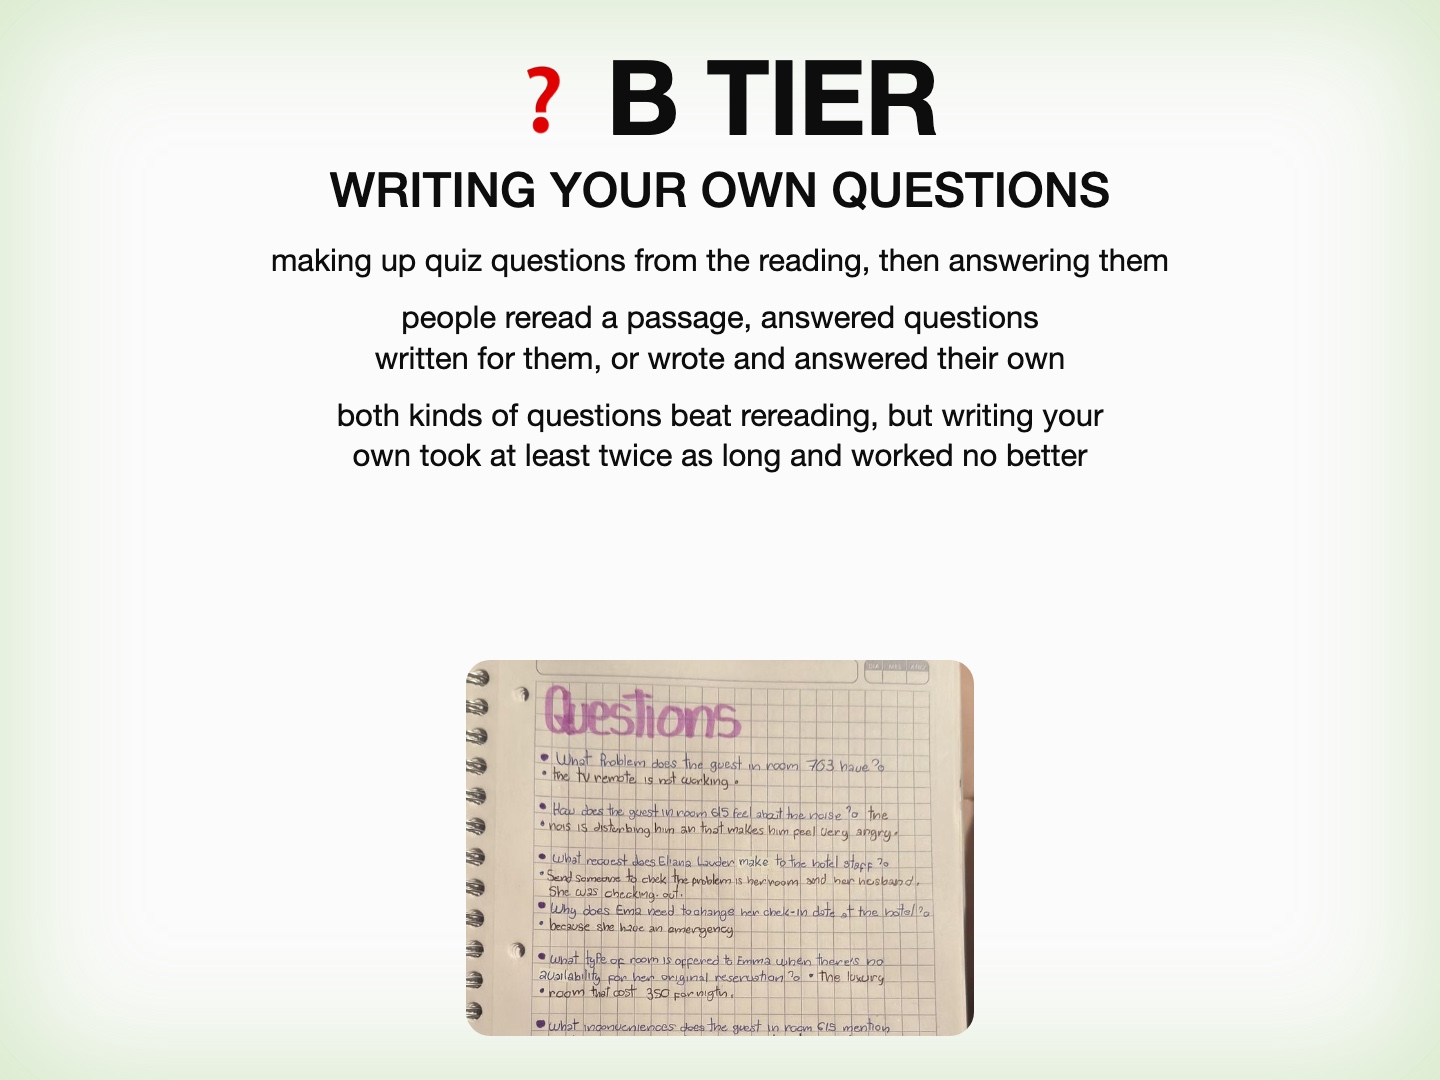 ? B TIER
WRITING YOUR OWN QUESTIONS
making up quiz questions from the reading, then answering them
people reread a passage, answered questions
written for them, or wrote and answered their own
both kinds of questions beat rereading, but writing your
own took at least twice as long and worked no better
DIA MES AÑO
Questions
• What Problem does the guest in room 763 have?
• the tv remote is not working.
• How does the guest in room 615 feel about the noise? the
• nois is disturbing him an that makes him feel very angry.
• What request does Eliana Lauder make to the hotel staff?
• Send someone to chek the problem is her room and her husband.
She was checking out.
• Why does Ema need to change her chek-in date at the hotel?
• because she have an emergency
• what type of room is offered to Emma when there's no
availability for her original reservation? • the luxury
• room that cost 350 for nigth.
• What inconveniences does the guest in room 615 mention